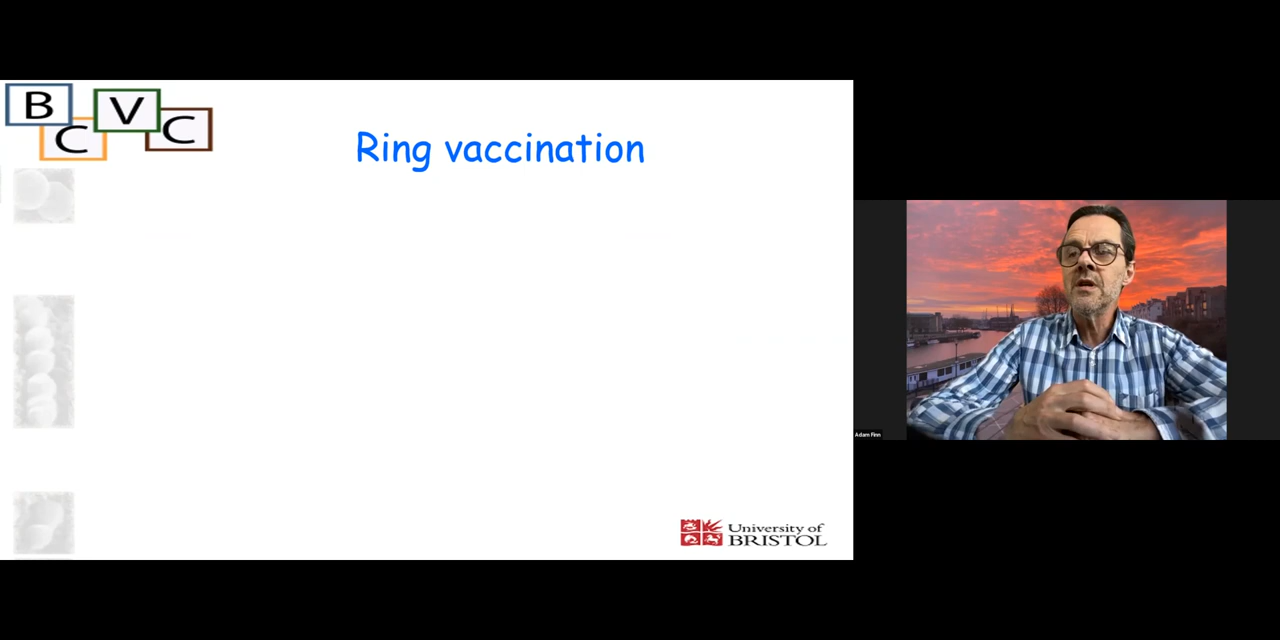 B
C
V
C
Ring vaccination
University of
BRISTOL
Adam Finn